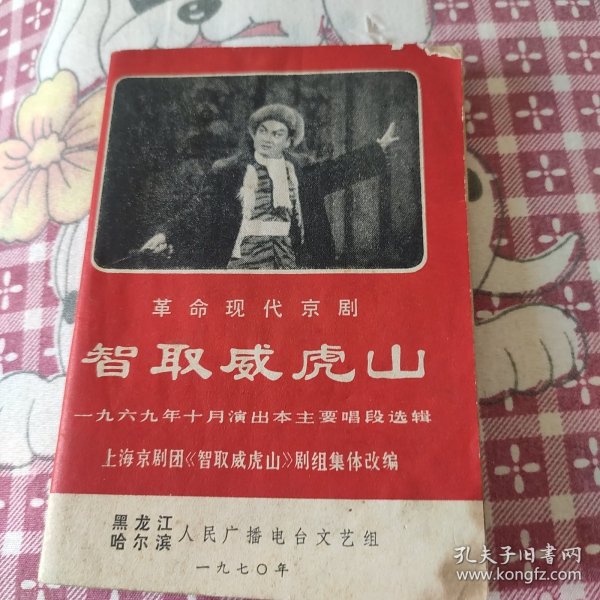 革命现代京剧
智取威虎山
一九六九年十月演出本主要唱段选辑
上海京剧团《智取威虎山》剧组集体改编
黑龙江
哈尔滨
人民广播电台文艺组
一九七〇年
孔夫子旧书网
www.kongfz.com